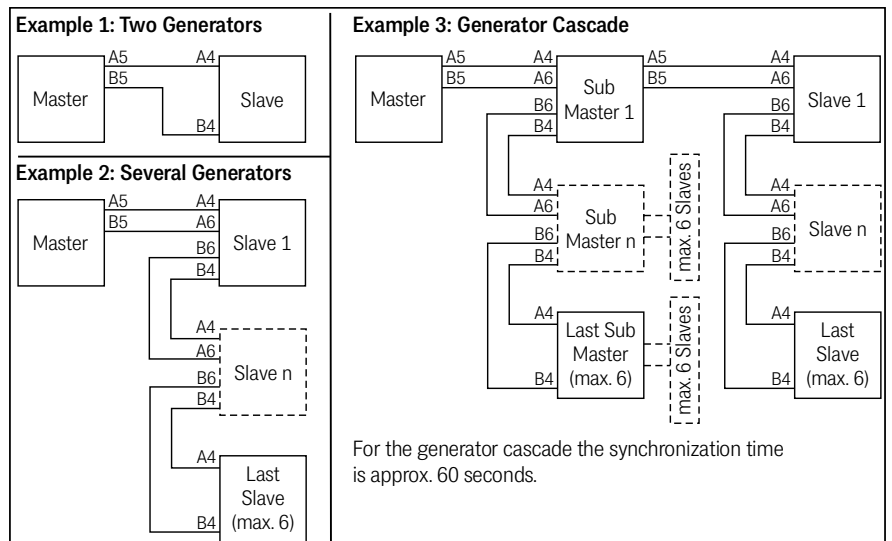 Example 1: Two Generators
A5
A4
B5
Master
Slave
B4
Example 2: Several Generators
A5
A4
B5
A6
Master
Slave 1
B6
B4
A4
A6
Slave n
B6
B4
A4
Last
Slave
(max. 6)
B4
Example 3: Generator Cascade
A5
A4
A5
A4
B5
A6
B5
A6
Master
Sub
Master 1
Slave 1
B6
B6
B4
B4
A4
A4
A6
A6
Sub
Master n
max. 6 Slaves
Slave n
B6
B6
B4
B4
A4
A4
Last Sub
Master
(max. 6)
max. 6 Slaves
Last
Slave
(max. 6)
B4
B4
For the generator cascade the synchronization time
is approx. 60 seconds.